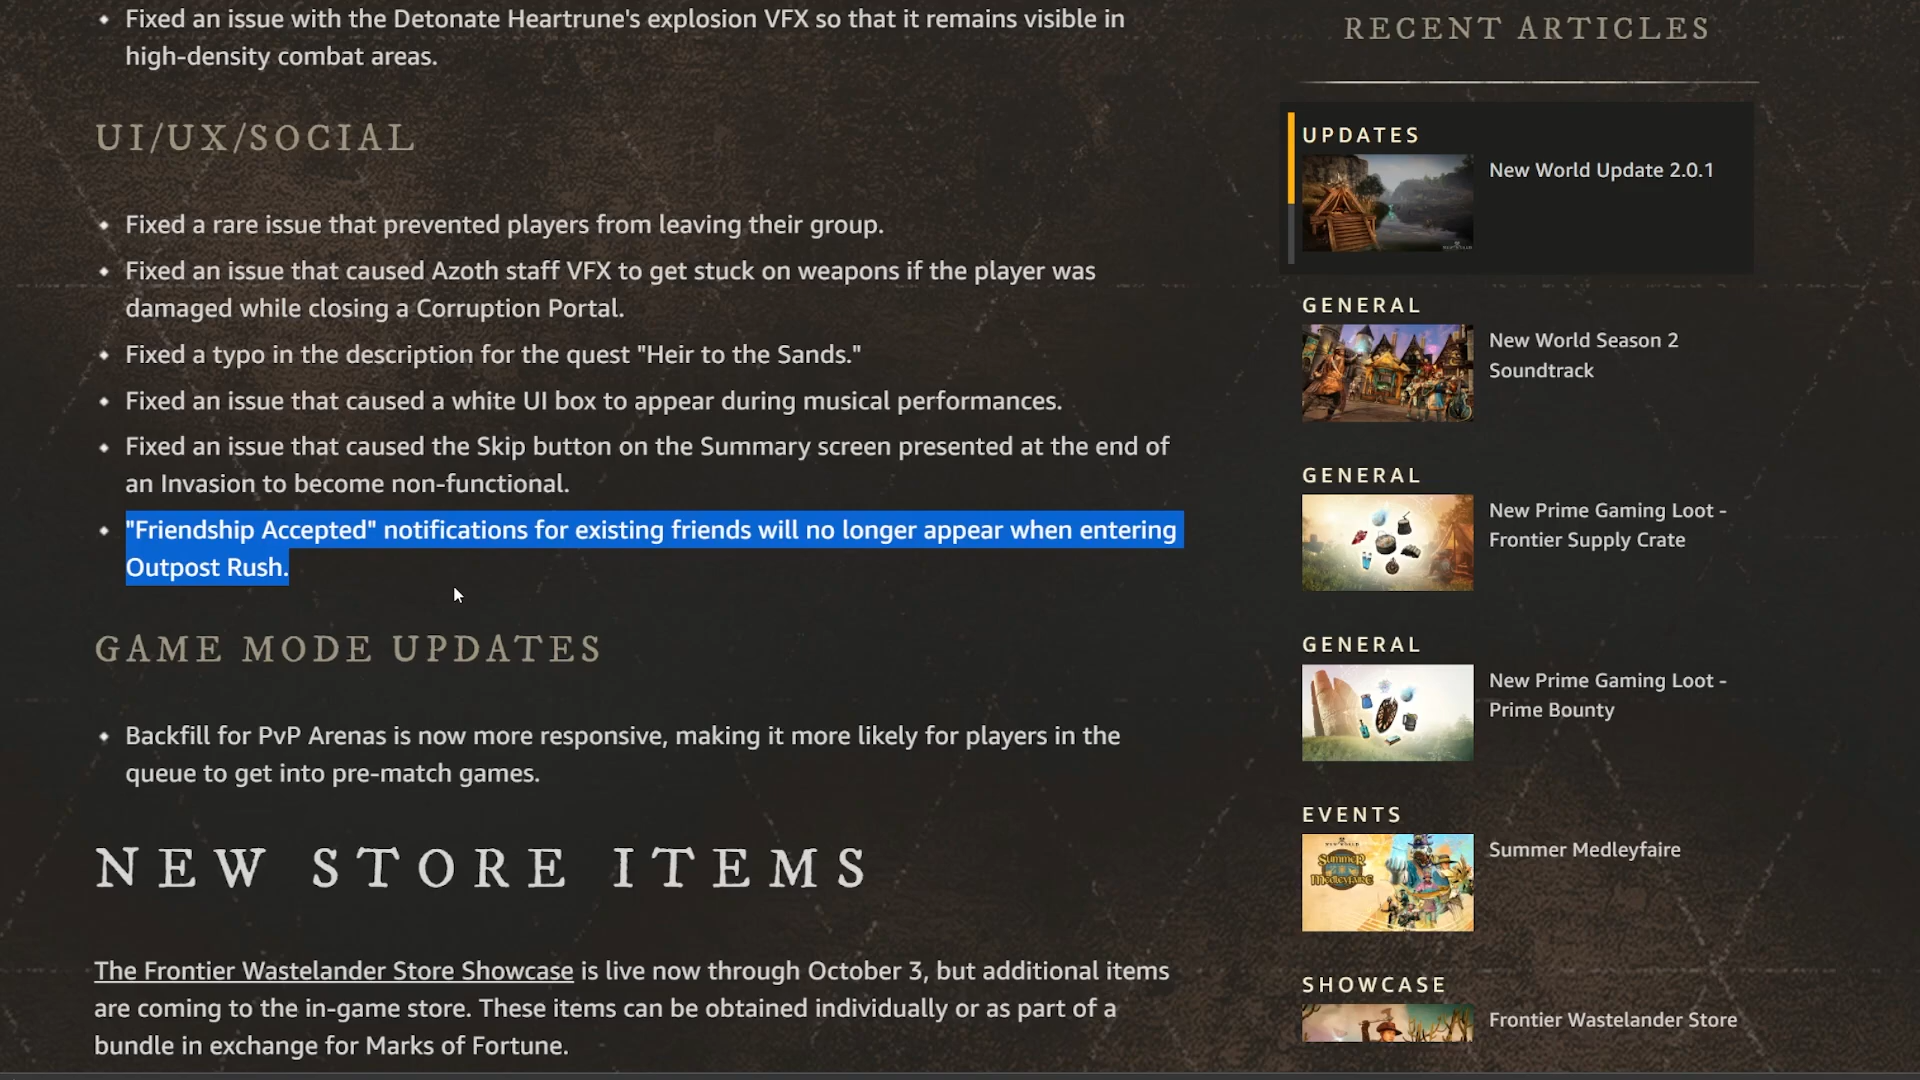 Fixed an issue with the Detonate Heartrune's explosion VFX so that it remains visible in
high-density combat areas.
UI/UX/SOCIAL
Fixed a rare issue that prevented players from leaving their group.
Fixed an issue that caused Azoth staff VFX to get stuck on weapons if the player was
damaged while closing a Corruption Portal.
Fixed a typo in the description for the quest "Heir to the Sands."
Fixed an issue that caused a white UI box to appear during musical performances.
Fixed an issue that caused the Skip button on the Summary screen presented at the end of
an Invasion to become non-functional.
"Friendship Accepted" notifications for existing friends will no longer appear when entering
Outpost Rush.
GAME MODE UPDATES
Backfill for PvP Arenas is now more responsive, making it more likely for players in the
queue to get into pre-match games.
NEW STORE ITEMS
The Frontier Wastelander Store Showcase is live now through October 3, but additional items
are coming to the in-game store. These items can be obtained individually or as part of a
bundle in exchange for Marks of Fortune.
RECENT ARTICLES
UPDATES
New World Update 2.0.1
GENERAL
New World Season 2
Soundtrack
GENERAL
New Prime Gaming Loot -
Frontier Supply Crate
GENERAL
New Prime Gaming Loot -
Prime Bounty
EVENTS
SUMMER
MEDLEYFAIRE
Summer Medleyfaire
SHOWCASE
Frontier Wastelander Store